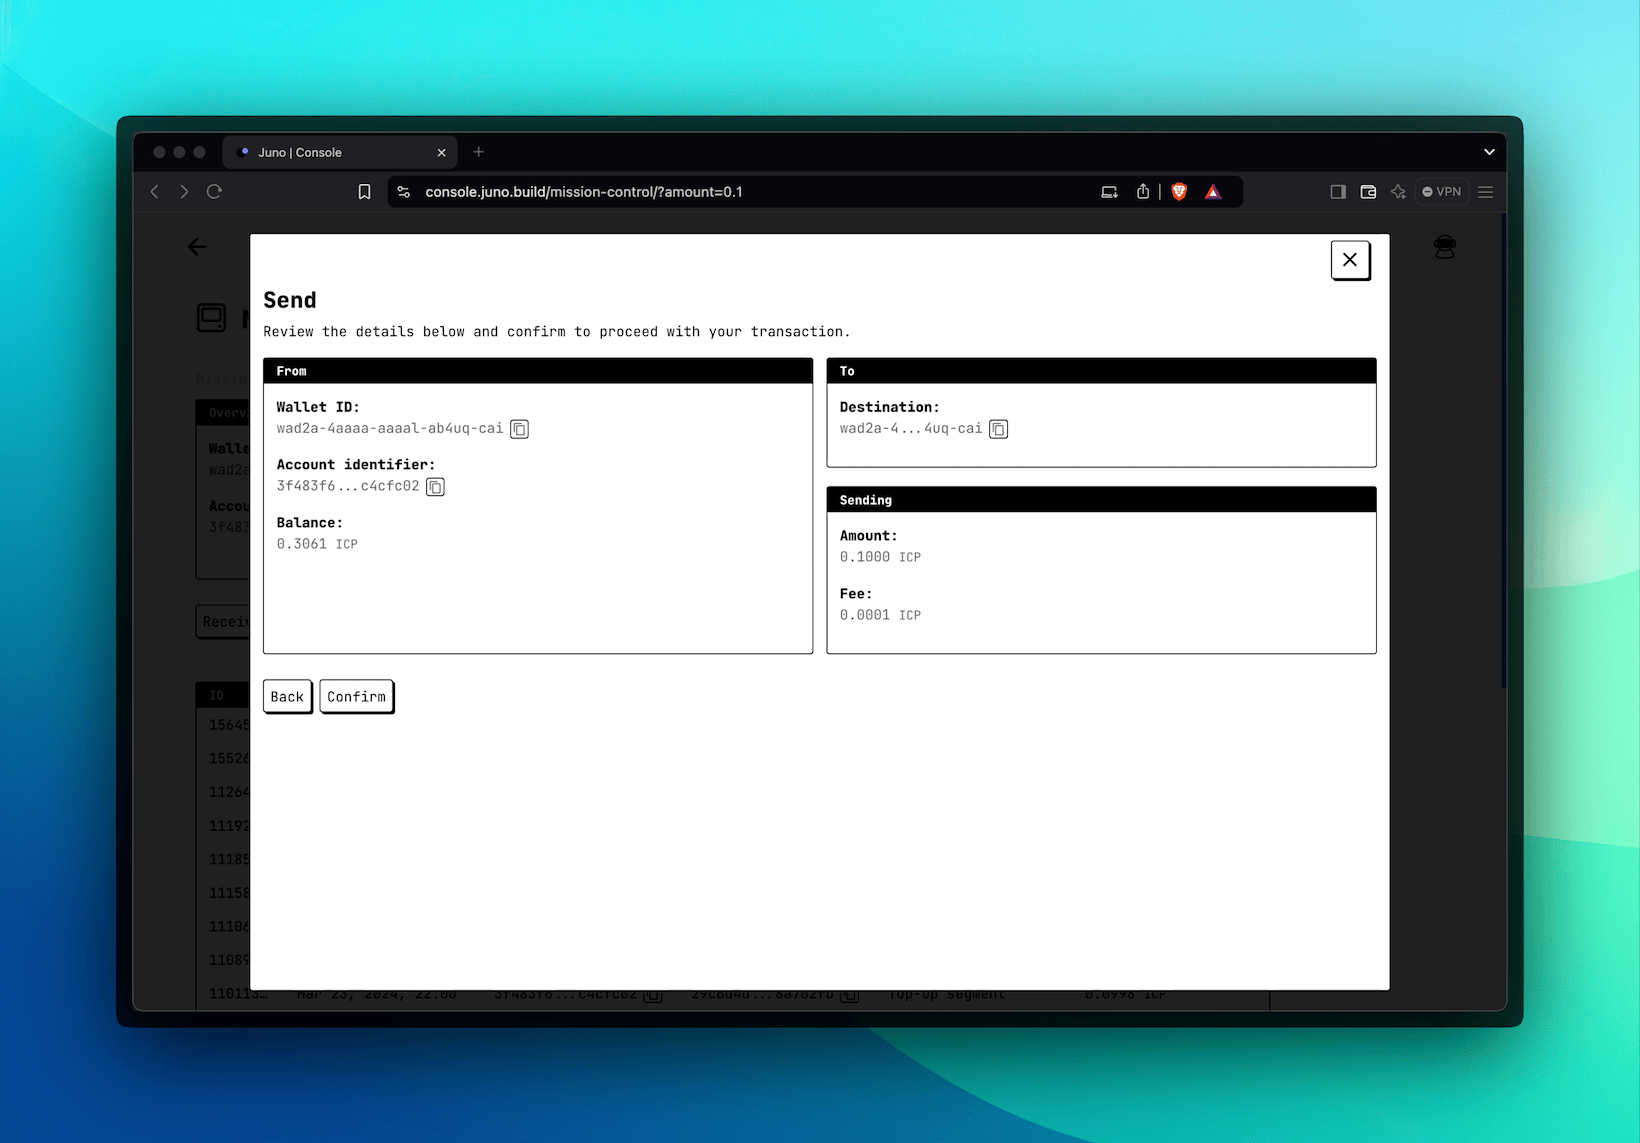 Juno | Console
console.juno.build/mission-control/?amount=0.1
VPN
Send
Review the details below and confirm to proceed with your transaction.
From
Wallet ID:
wad2a-4aaaa-aaaal-ab4uq-cai
Account identifier:
3f483f6...c4cfc02
Balance:
0.3061 ICP
To
Destination:
wad2a-4...4uq-cai
Sending
Amount:
0.1000 ICP
Fee:
0.0001 ICP
Back Confirm
Missio
Overv
Walle
wad2a
Accou
3f483
Recei
ID
15645
15526
11264
11192
11185
11158
11106
11089
110113… Mar 23, 2024, 22:00 3f483f6...c4cfc02 29c8d4d...8a702fb Top-up segment 0.0998 ICP